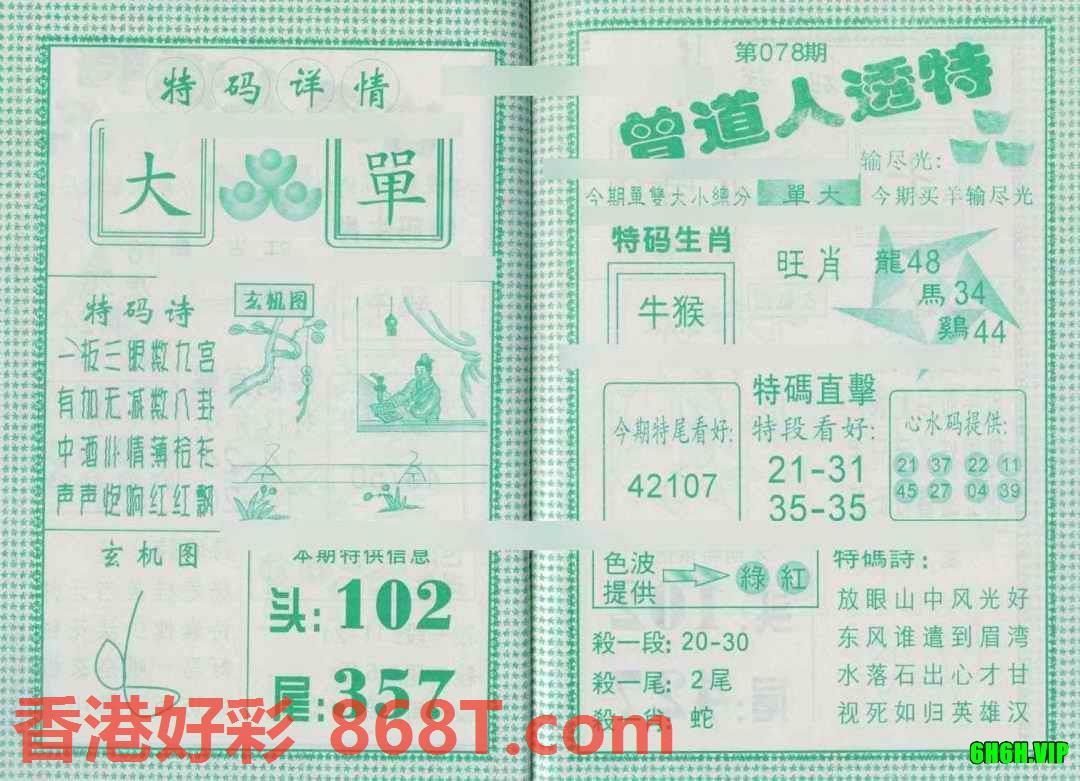 特码详情
大
單
特码诗
一板三眼数九宫
有加无减数八卦
中酒情薄拾花
声声炮响红红飘
玄机图
玄机图
本期特供信息
头:102
尾:357
第078期
曾道人透特
输尽光:
今期單雙大小總分 單大 今期买羊输尽光
特码生肖
牛猴
旺肖
龍48
馬34
鷄44
今期特尾看好:
42107
特碼直擊
特段看好:
21-31
35-35
心水码提供:
21 37 22 11
45 27 04 39
色波
提供
綠 紅
殺一段: 20-30
殺一尾: 2尾
殺一肖: 蛇
特碼詩:
放眼山中风光好
东风谁遣到眉湾
水落石出心才甘
视死如归英雄汉
香港好彩 868T.com
6H6H.VIP